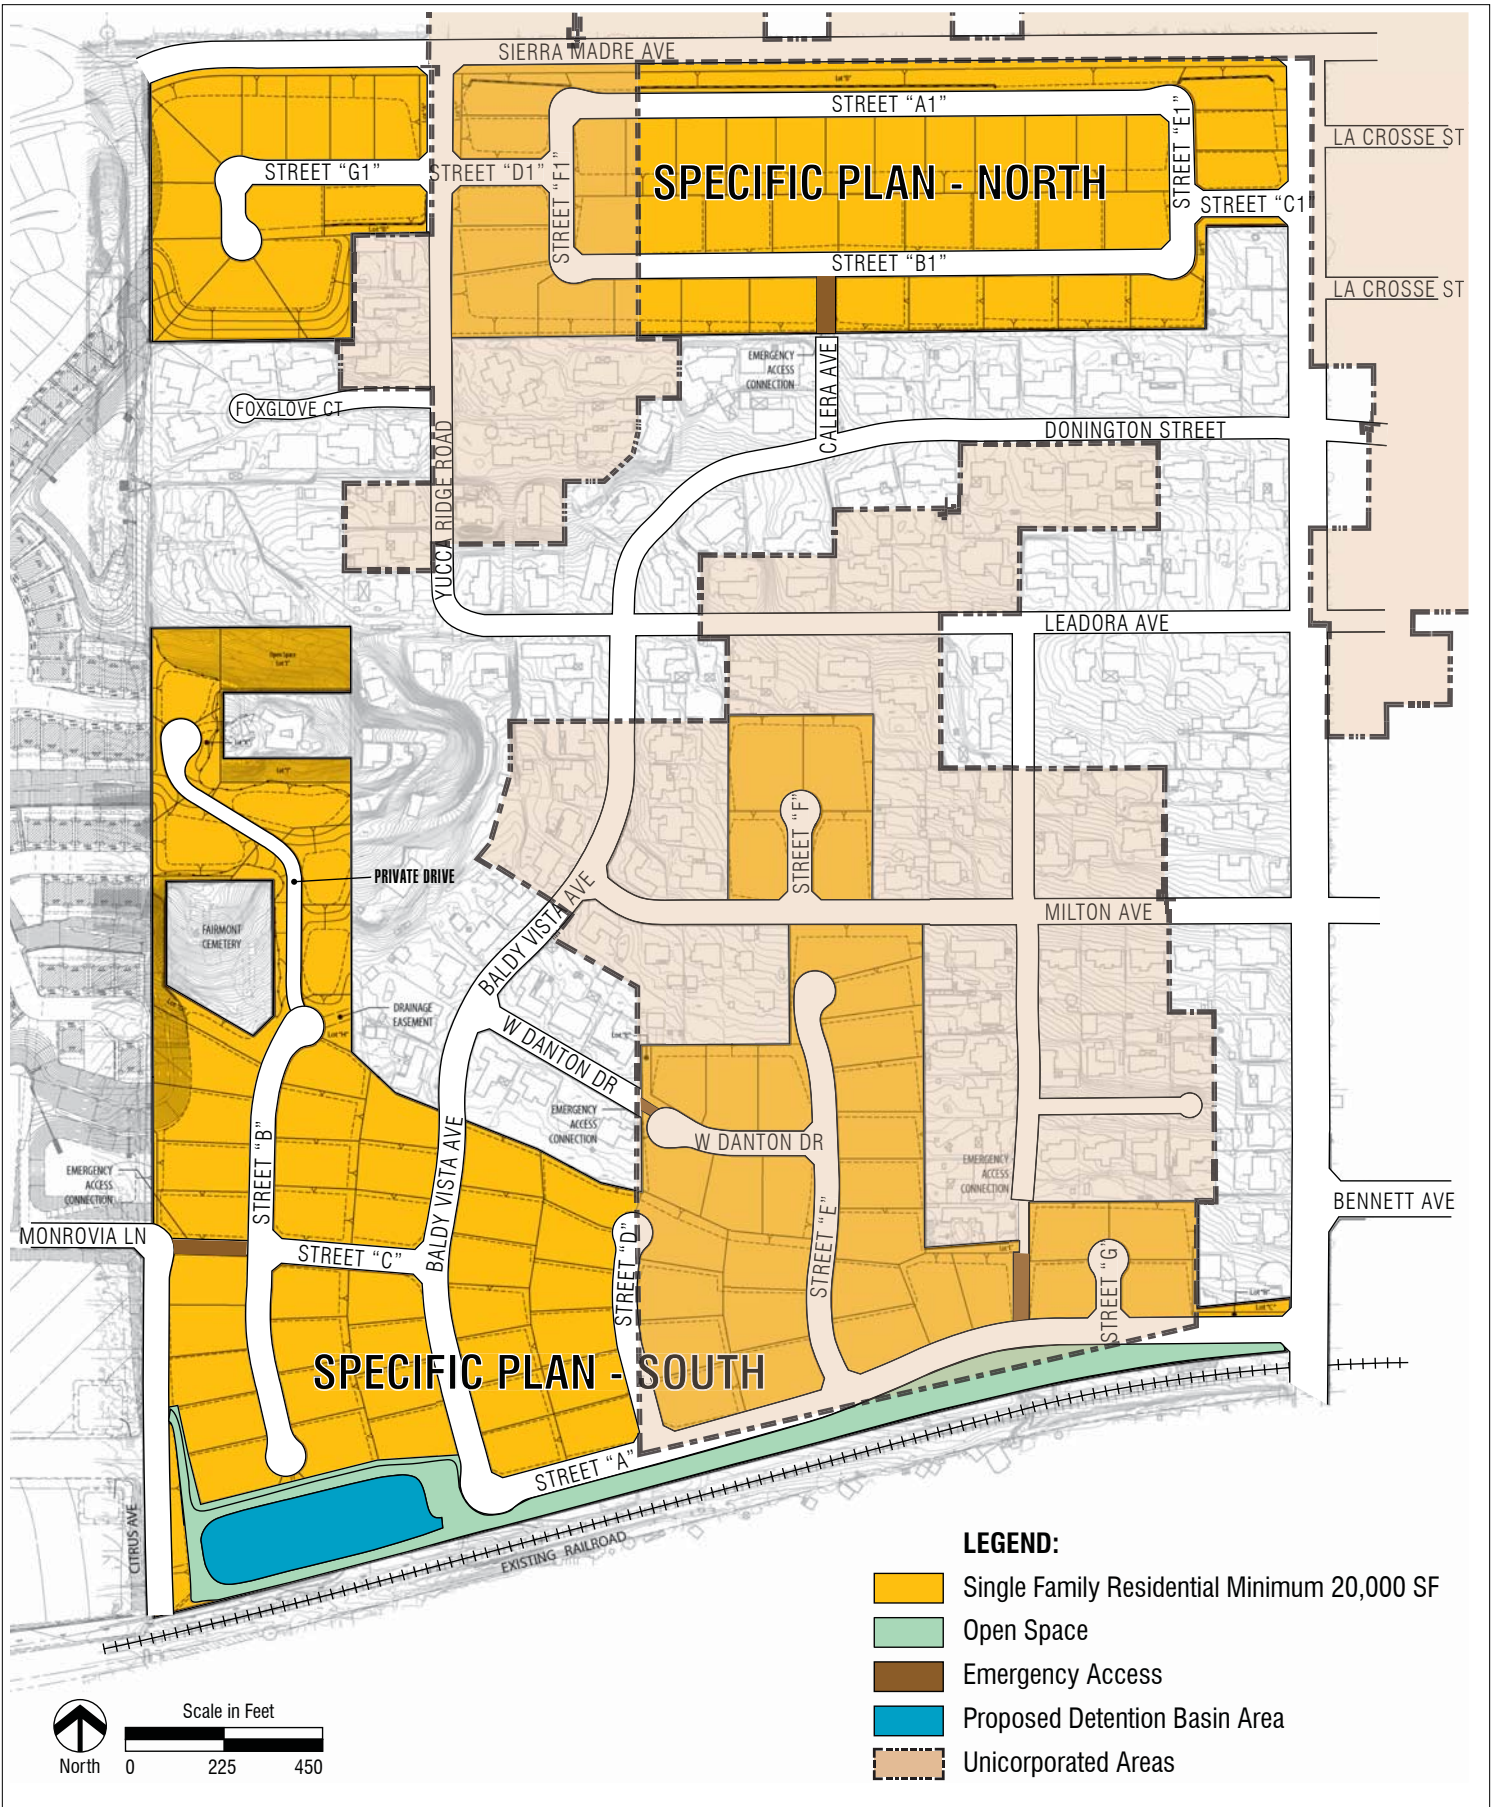 SIERRA MADRE AVE
Lot "D"
STREET "A1"
STREET "E1"
LA CROSSE ST
STREET "G1"
STREET "D1"
STREET "F1"
SPECIFIC PLAN - NORTH
STREET "C1
STREET "B1"
LA CROSSE ST
EMERGENCY
ACCESS
CONNECTION
CALERA AVE
FOXGLOVE CT
DONINGTON STREET
YUCCA RIDGE ROAD
LEADORA AVE
Open Space
STREET "F"
PRIVATE DRIVE
BALDY VISTA AVE
MILTON AVE
FAIRMONT
CEMETERY
DRAINAGE
EASEMENT
Lot "H"
W DANTON DR
EMERGENCY
ACCESS
CONNECTION
W DANTON DR
STREET "B"
BALDY VISTA AVE
EMERGENCY
ACCESS
CONNECTION
EMERGENCY
ACCESS
CONNECTION
BENNETT AVE
MONROVIA LN
STREET "C"
STREET "D"
STREET "E"
STREET "G"
SPECIFIC PLAN - SOUTH
STREET "A"
CITRUS AVE
EXISTING RAILROAD
LEGEND:
Single Family Residential Minimum 20,000 SF
Open Space
Emergency Access
Proposed Detention Basin Area
Unicorporated Areas
Scale in Feet
North 0 225 450